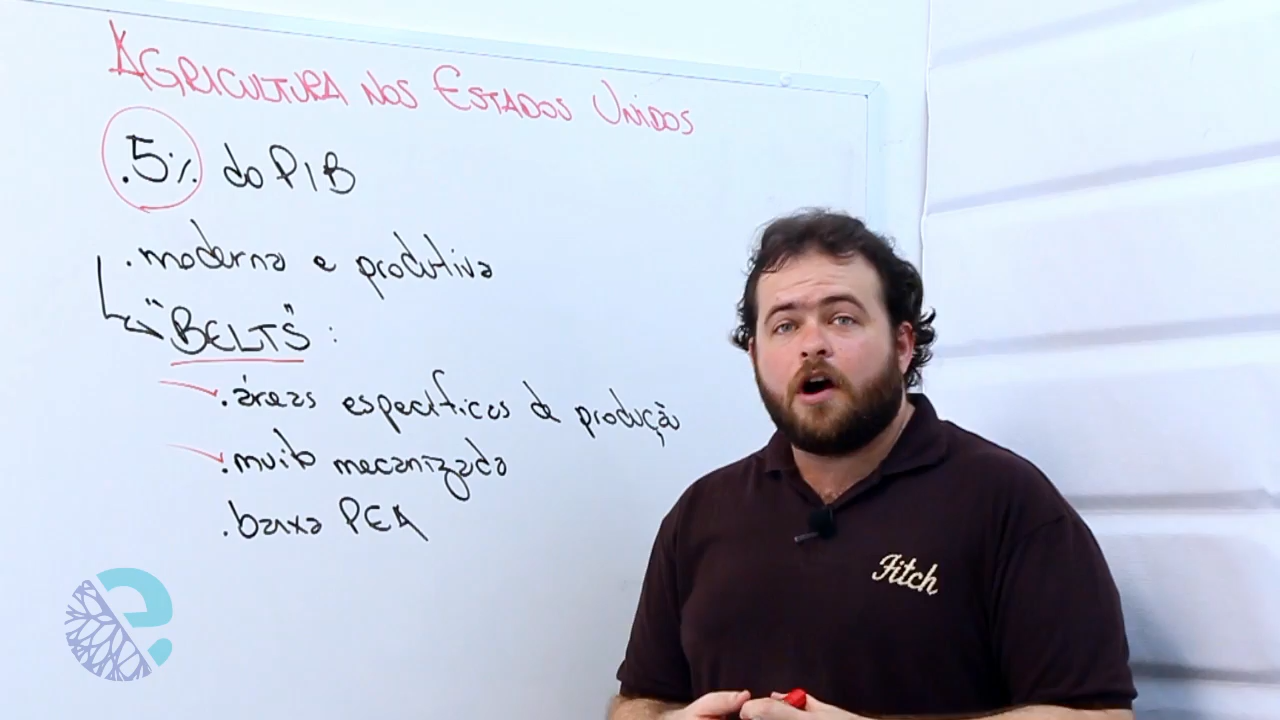 AGRICULTURA NOS ESTADOS UNIDOS
.5% do PIB
.moderna e produtiva
"BELTS":
.áreas específicas de produção
.muito mecanizada
.baixa PEA
Fitch
e